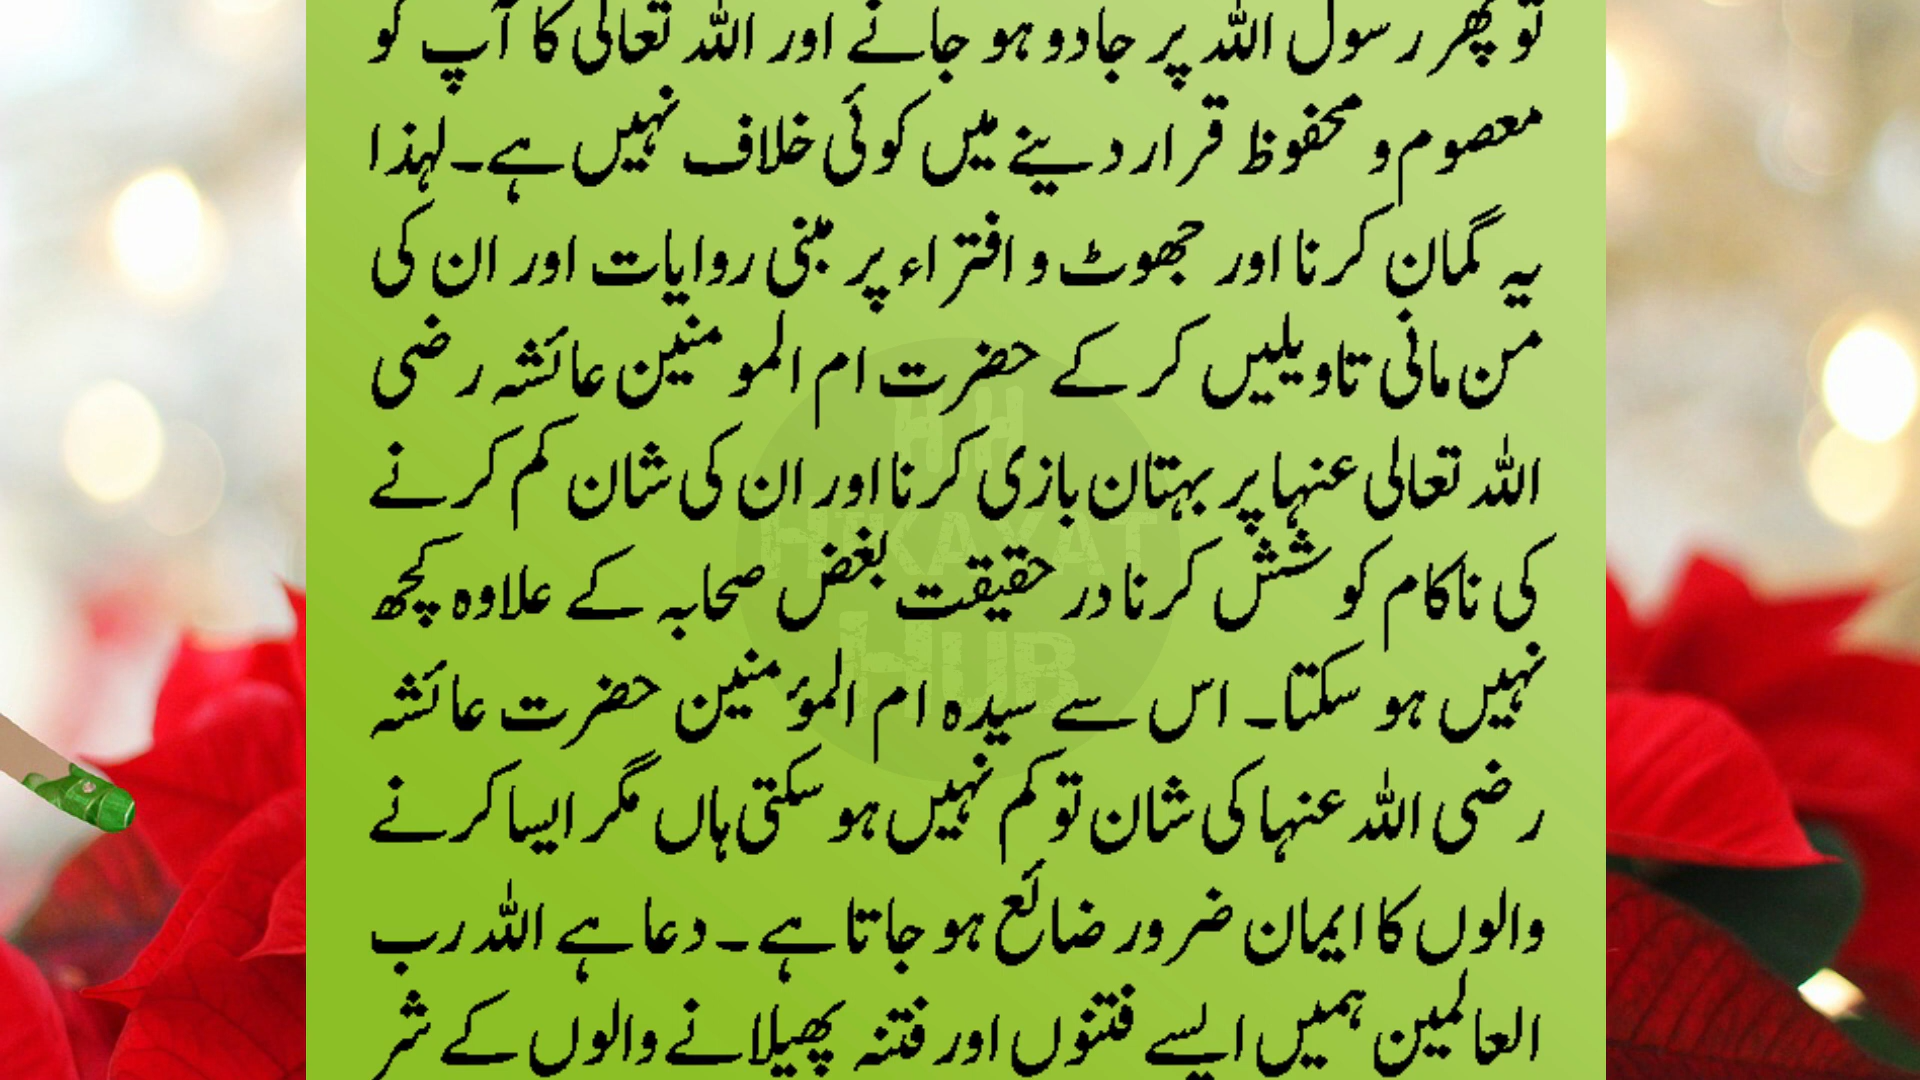 تو پھر رسول اللہ پر جادو ہو جانے اور اللہ تعالی کا آپ کو
معصوم و محفوظ قرار دینے میں کوئی خلاف نہیں ہے۔ لہذا
یہ گمان کرنا اور جھوٹ و افتراء پر مبنی روایات اور ان کی
من مانی تاویلیں کر کے حضرت ام المومنین عائشہ رضی
اللہ تعالی عنہا پر بہتان بازی کرنا اور ان کی شان کم کرنے
کی ناکام کوشش کرنا در حقیقت بغض صحابہ کے علاوہ کچھ
نہیں ہو سکتا۔ اس سے سیدہ ام المؤمنین حضرت عائشہ
رضی اللہ عنہا کی شان تو کم نہیں ہو سکتی ہاں مگر ایسا کرنے
والوں کا ایمان ضرور ضائع ہو جاتا ہے۔ دعا ہے اللہ رب
العالمین ہمیں ایسے فتنوں اور فتنہ پھیلانے والوں کے شر
HH
HIKAYAT
HUB